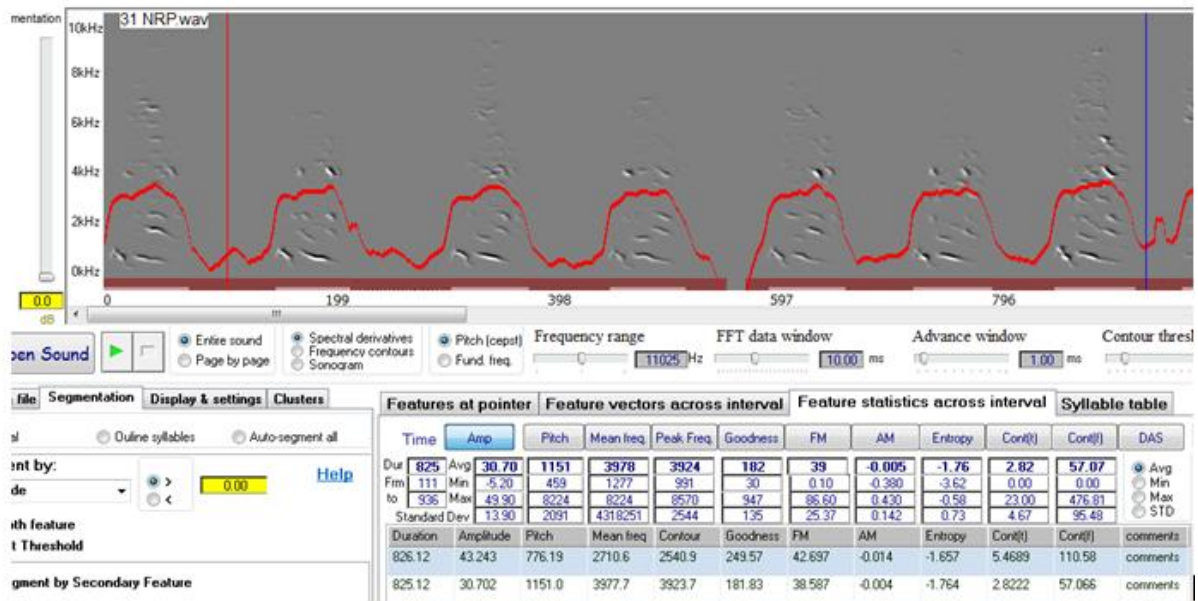 mentation
10kHz 31 NRP.wav
8kHz
6kHz
4kHz
2kHz
0kHz
0.0
dB
0 199 398 597 796
pen Sound
Entire sound
Page by page
Spectral derivatives
Frequency contours
Sonogram
Pitch (cepst)
Fund. freq.
Frequency range
11025 Hz
FFT data window
10.00 ms
Advance window
1.00 ms
Contour thresl
file Segmentation Display & settings Clusters
al Ouline syllables Auto-segment all
ent by:
de
>
<
0.00
Help
oth feature
t Threshold
gment by Secondary Feature
Features at pointer Feature vectors across interval Feature statistics across interval Syllable table
Time Amp Pitch Mean freq Peak Freq. Goodness FM AM Entropy Cont(t) Cont(f) DAS
Dur 825 Avg 30.70 1151 3978 3924 182 39 -0.005 -1.76 2.82 57.07 Avg
Frm 111 Min -5.20 459 1277 991 30 0.10 -0.380 -3.62 0.00 0.00 Min
to 936 Max 49.90 8224 8224 8570 947 86.60 0.430 -0.58 23.00 476.81 Max
Standard Dev 13.90 2091 4318251 2544 135 25.37 0.142 0.73 4.67 95.48 STD
Duration Amplitude Pitch Mean freq Contour Goodness FM AM Entropy Cont(t) Cont(f) comments
826.12 43.243 776.19 2710.6 2540.9 249.57 42.697 -0.014 -1.657 5.4689 110.58 comments
825.12 30.702 1151.0 3977.7 3923.7 181.83 38.587 -0.004 -1.764 2.8222 57.066 comments